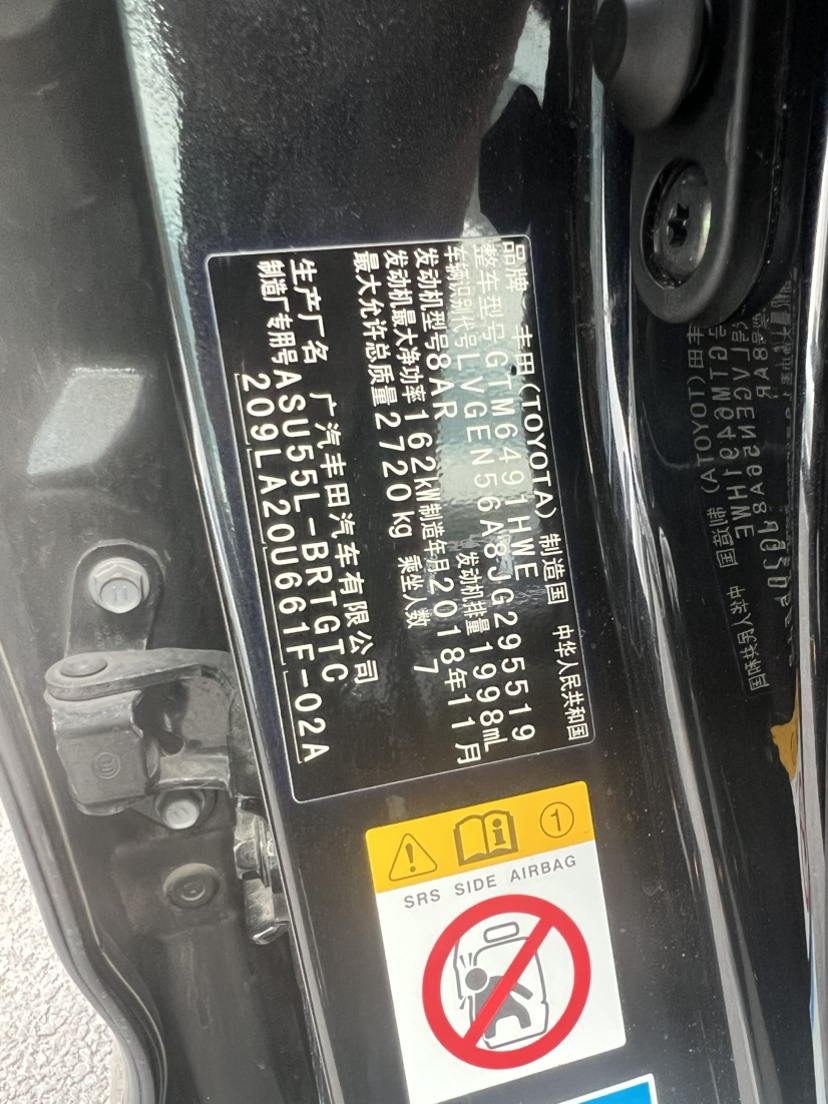 品牌 丰田(TOYOTA) 制造国 中华人民共和国
整车型号 GTM6491HWE
车辆识别代号 LVGEN56A8JG295519
发动机型号 8AR 发动机排量 1998mL
发动机最大净功率 162kW 制造年月 2018年11月
最大允许总质量 2720kg 乘坐人数 7
生产厂名 广汽丰田汽车有限公司
制造厂专用号 ASU55L-BRTGTC
209LA20U661F-02A
1
SRS SIDE AIRBAG